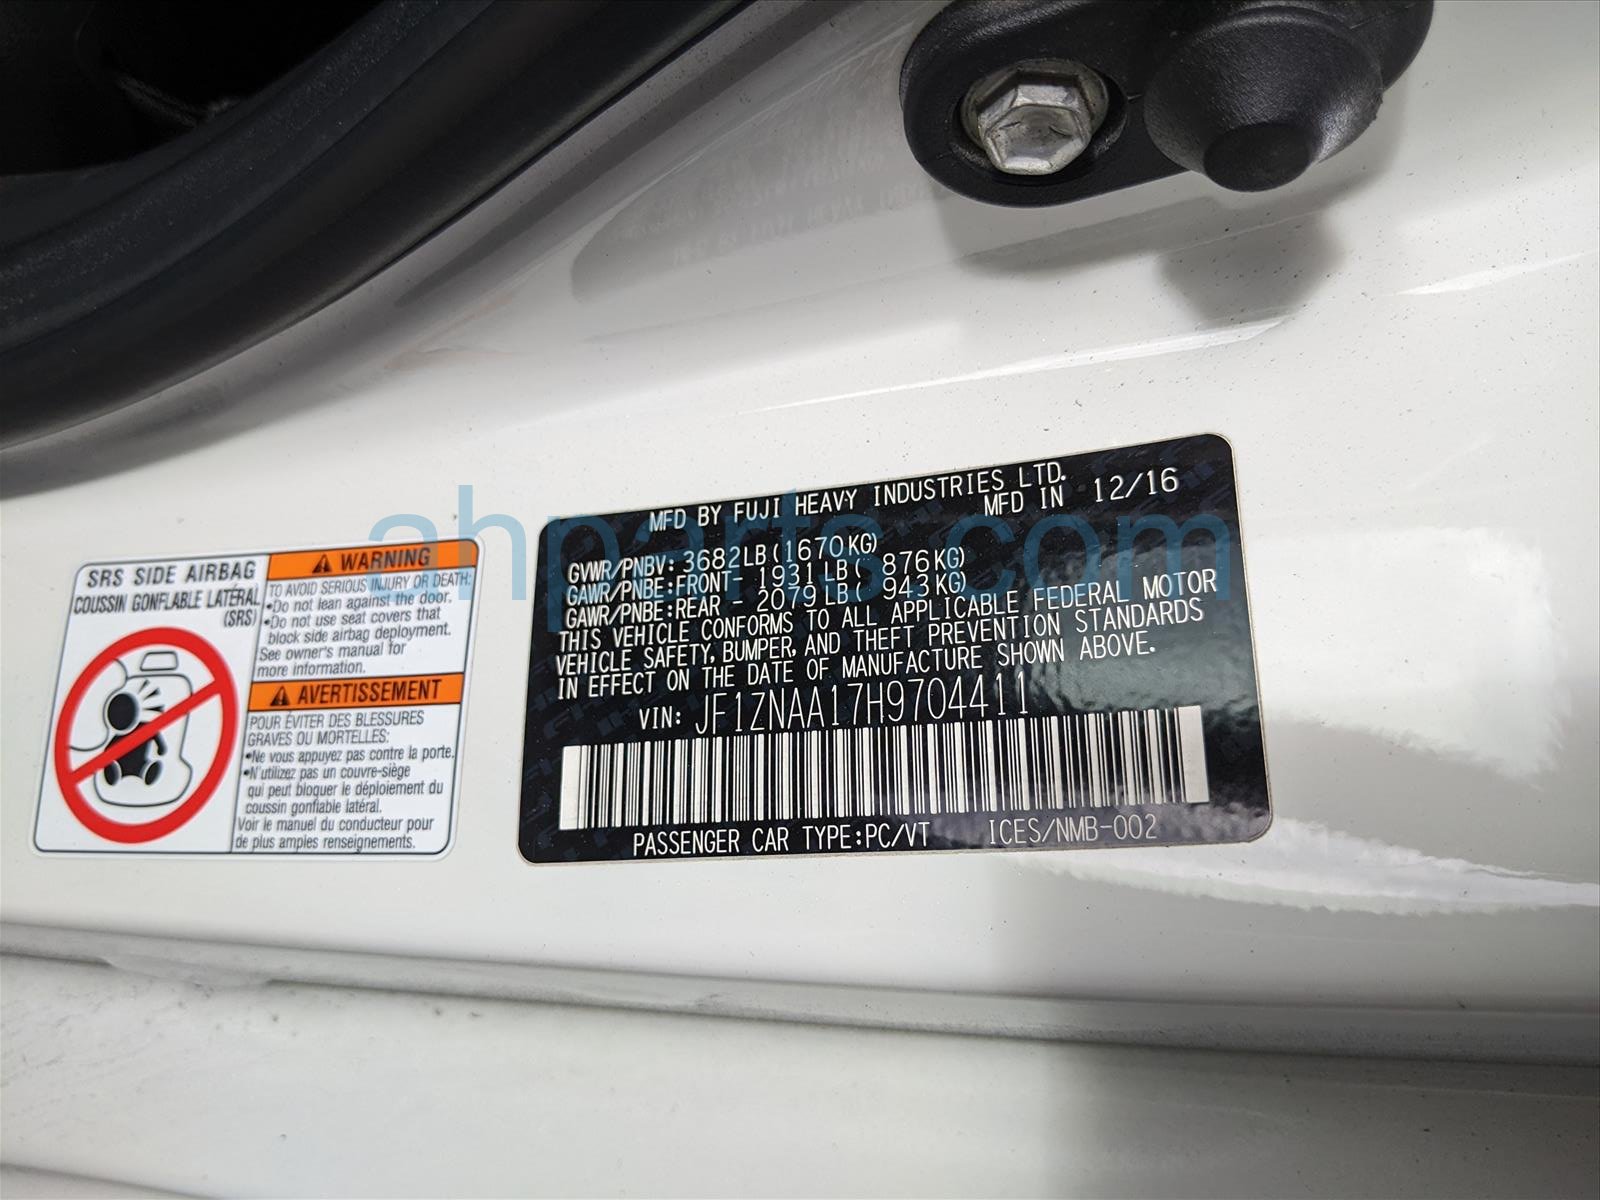 SRS SIDE AIRBAG
COUSSIN GONFLABLE LATÉRAL
(SRS)
WARNING
TO AVOID SERIOUS INJURY OR DEATH:
•Do not lean against the door.
•Do not use seat covers that
block side airbag deployment.
See owner's manual for
more information.
AVERTISSEMENT
POUR ÉVITER DES BLESSURES
GRAVES OU MORTELLES:
•Ne vous appuyez pas contre la porte.
•N'utilizez pas un couvre-siège
qui peut bloquer le déploiement du
coussin gonflable latéral.
Voir le manuel du conducteur pour
de plus amples renseignements.
MFD BY FUJI HEAVY INDUSTRIES LTD.
MFD IN 12/16
GVWR/PNBV: 3682LB(1670KG)
GAWR/PNBE:FRONT- 1931LB( 876KG)
GAWR/PNBE:REAR - 2079LB( 943KG)
THIS VEHICLE CONFORMS TO ALL APPLICABLE FEDERAL MOTOR
VEHICLE SAFETY, BUMPER, AND THEFT PREVENTION STANDARDS
IN EFFECT ON THE DATE OF MANUFACTURE SHOWN ABOVE.
VIN: JF1ZNAA17H9704411
PASSENGER CAR TYPE:PC/VT ICES/NMB-002
ahparts.com